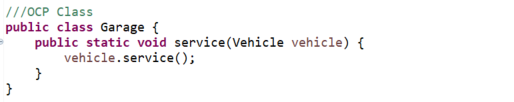 ///OCP Class
public class Garage {
    public static void service(Vehicle vehicle) {
        vehicle.service();
    }
}